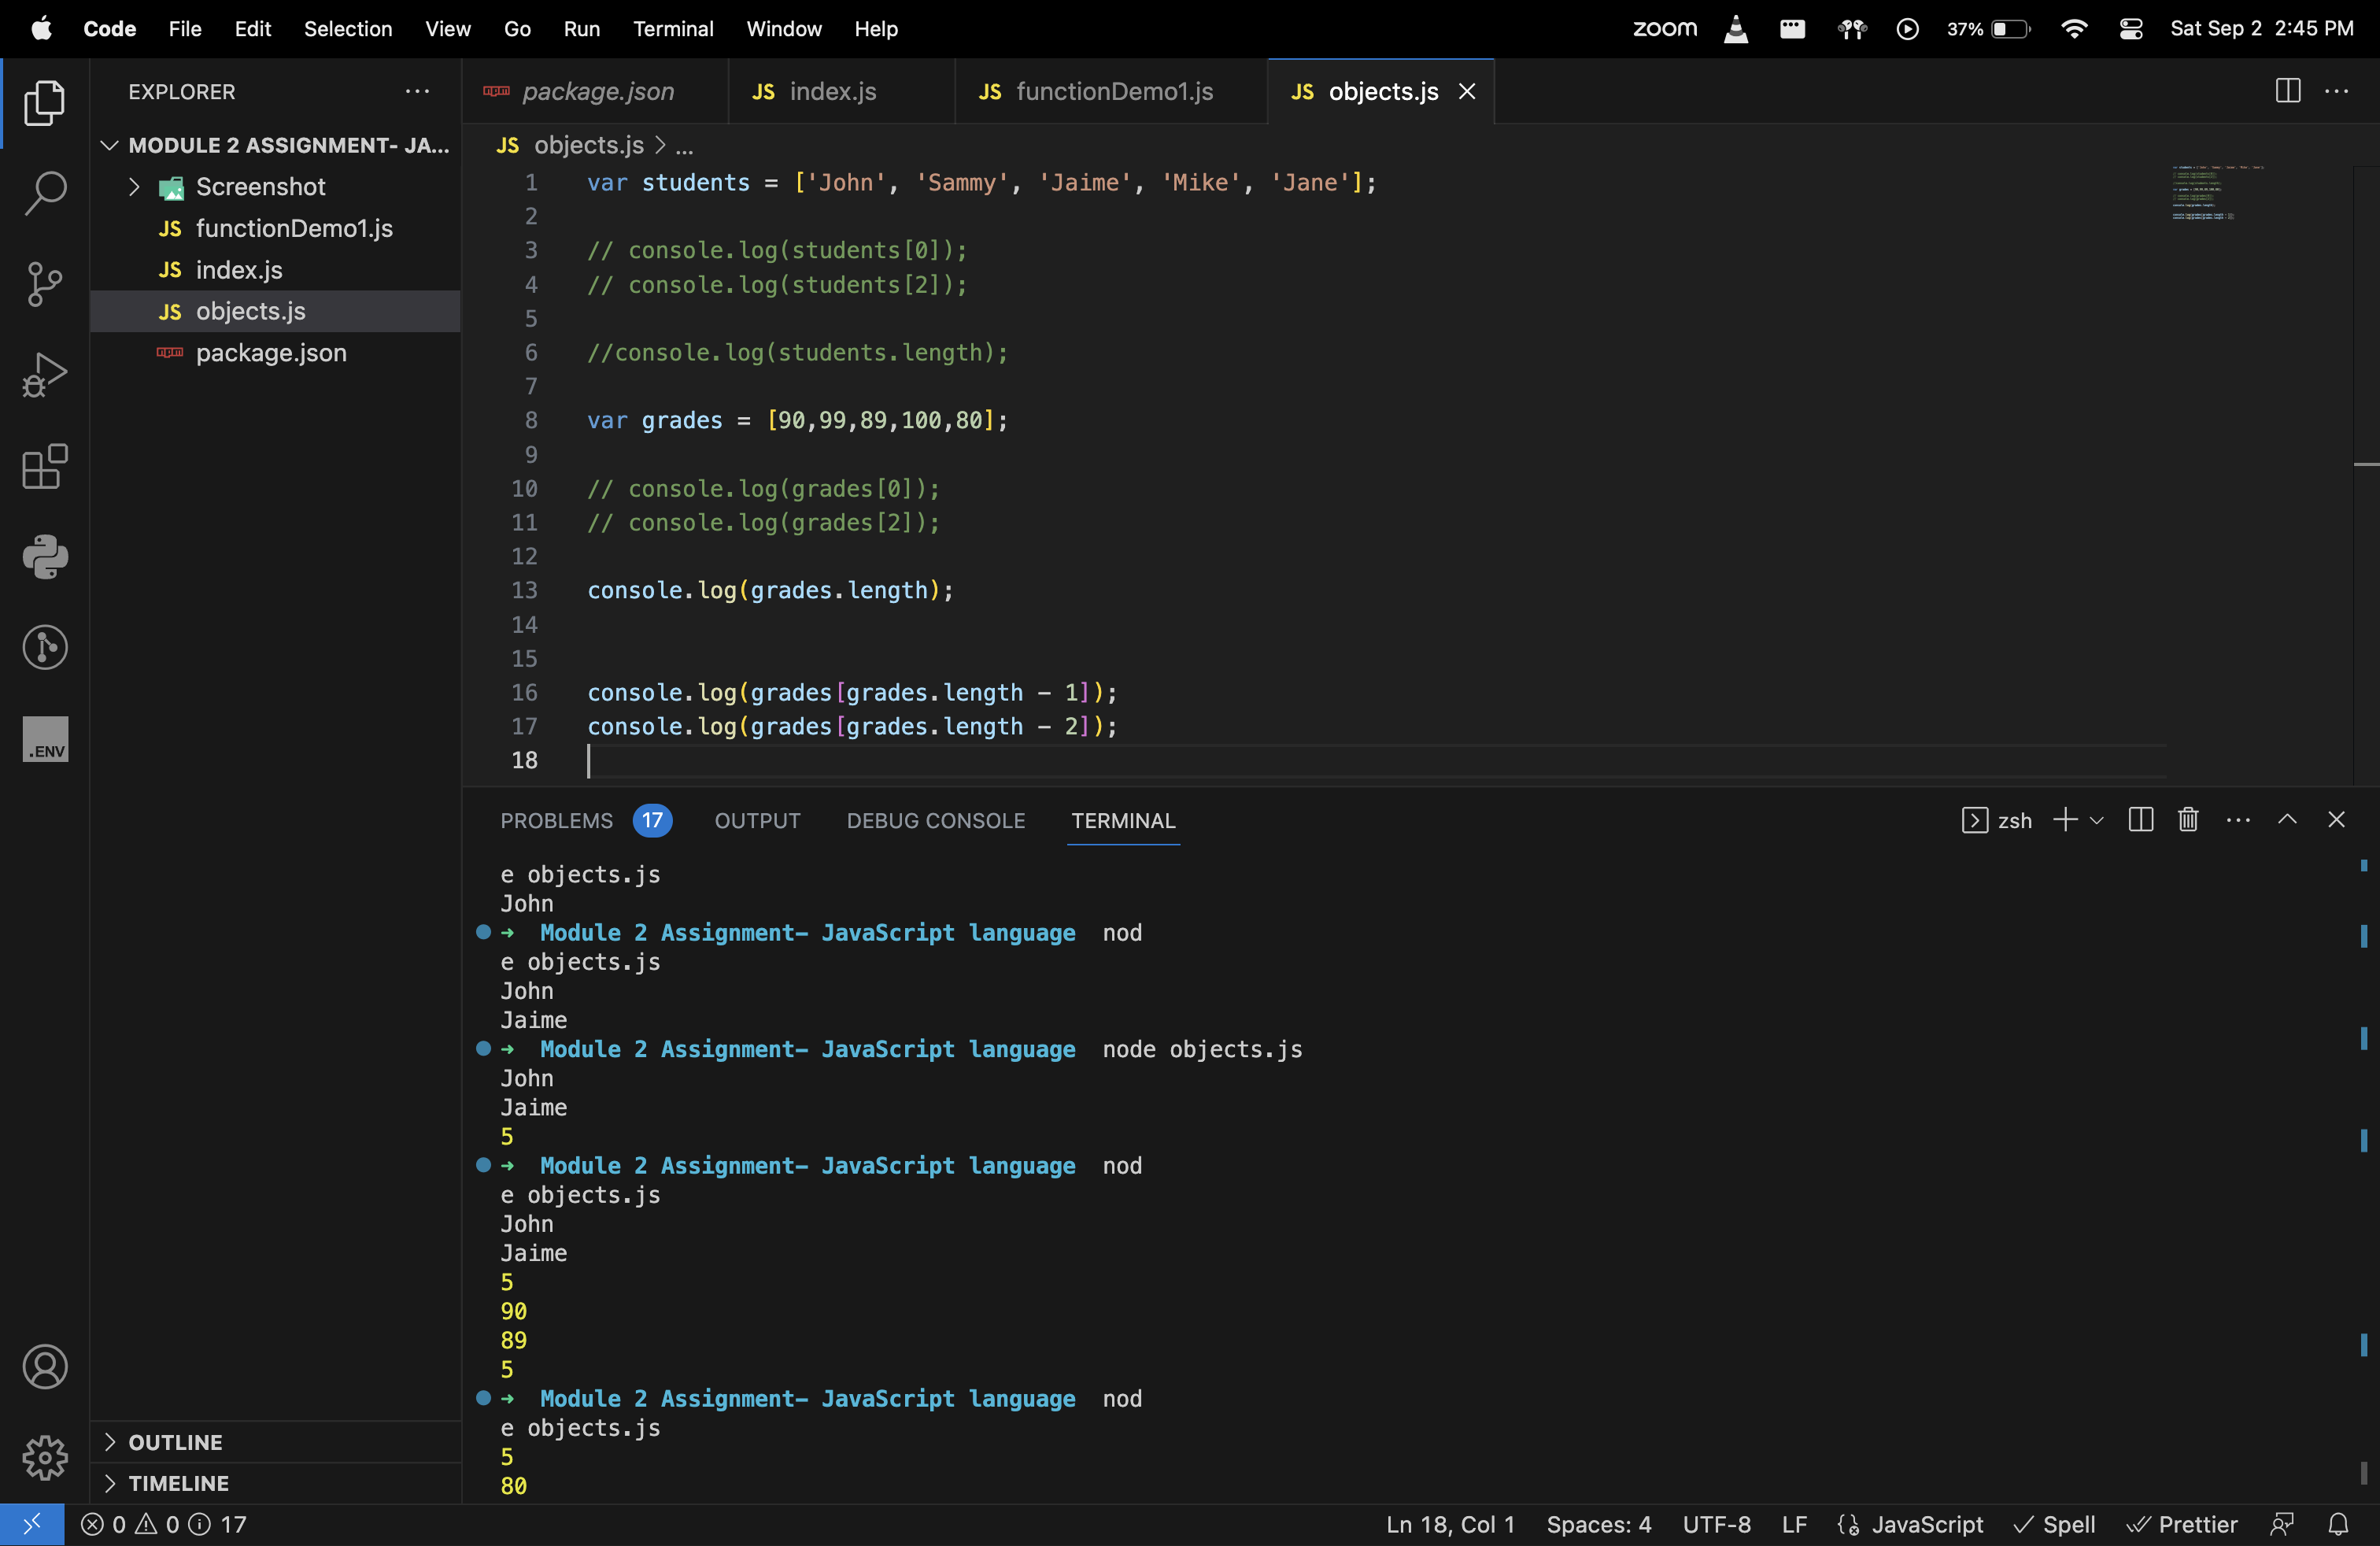 Code File Edit Selection View Go Run Terminal Window Help zoom 37% Sat Sep 2 2:45 PM
EXPLORER
MODULE 2 ASSIGNMENT- JA...
Screenshot
JS functionDemo1.js
JS index.js
JS objects.js
package.json
OUTLINE
TIMELINE
.ENV
package.json JS index.js JS functionDemo1.js JS objects.js
JS objects.js > ...
1 var students = ['John', 'Sammy', 'Jaime', 'Mike', 'Jane'];
2
3 // console.log(students[0]);
4 // console.log(students[2]);
5
6 //console.log(students.length);
7
8 var grades = [90,99,89,100,80];
9
10 // console.log(grades[0]);
11 // console.log(grades[2]);
12
13 console.log(grades.length);
14
15
16 console.log(grades[grades.length - 1]);
17 console.log(grades[grades.length - 2]);
18
PROBLEMS 17 OUTPUT DEBUG CONSOLE TERMINAL zsh
e objects.js
John
➜ Module 2 Assignment- JavaScript language nod
e objects.js
John
Jaime
➜ Module 2 Assignment- JavaScript language node objects.js
John
Jaime
5
➜ Module 2 Assignment- JavaScript language nod
e objects.js
John
Jaime
5
90
89
5
➜ Module 2 Assignment- JavaScript language nod
e objects.js
5
80
0 0 17 Ln 18, Col 1 Spaces: 4 UTF-8 LF JavaScript Spell Prettier